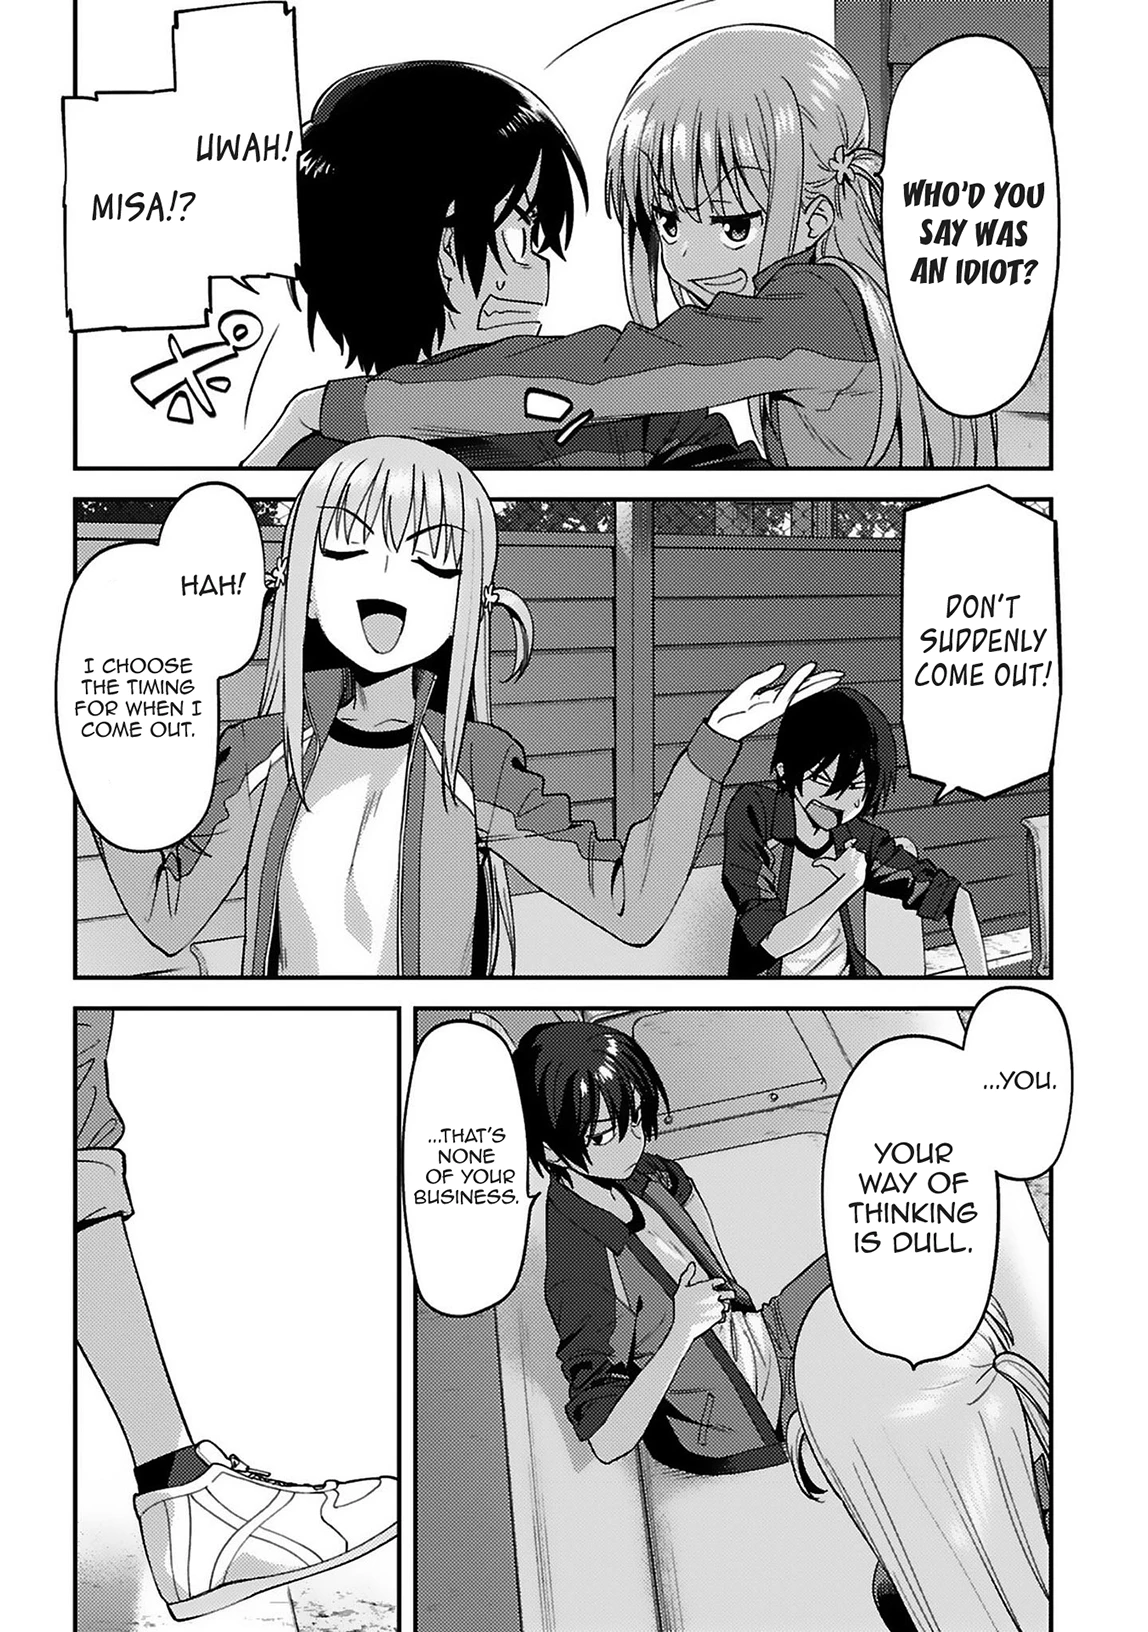 WHO'D YOU
SAY WAS
AN IDIOT?
UWAH!
MISA!?
ポ
DON'T
SUDDENLY
COME OUT!
HAH!
I CHOOSE
THE TIMING
FOR WHEN I
COME OUT.
...YOU.
YOUR
WAY OF
THINKING
IS DULL.
...THAT'S
NONE
OF YOUR
BUSINESS.